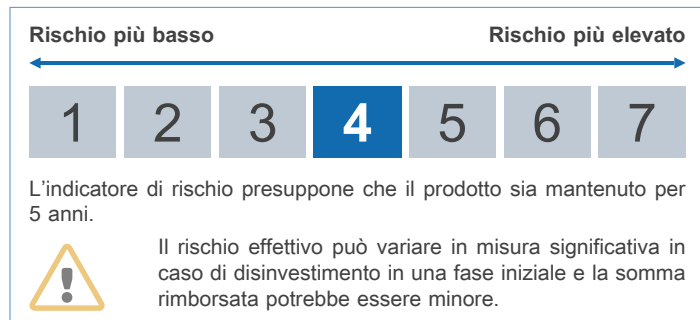 Rischio più basso Rischio più elevato
1 2 3 4 5 6 7
L'indicatore di rischio presuppone che il prodotto sia mantenuto per
5 anni.
Il rischio effettivo può variare in misura significativa in
caso di disinvestimento in una fase iniziale e la somma
rimborsata potrebbe essere minore.